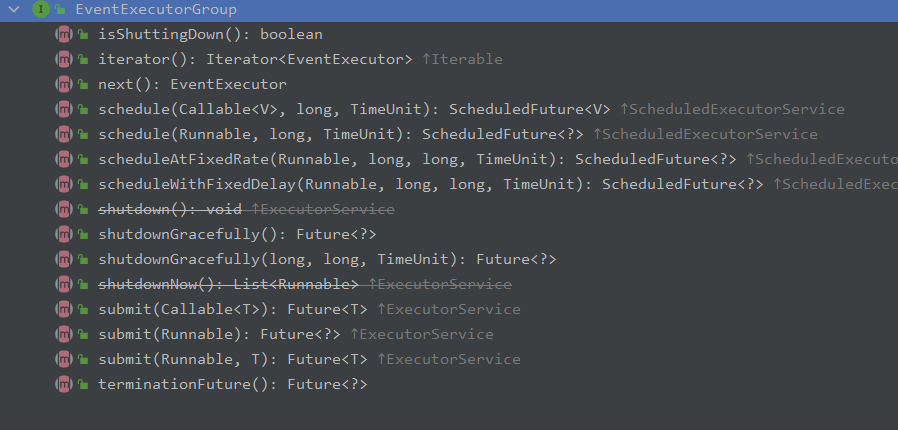 EventExecutorGroup
isShuttingDown(): boolean
iterator(): Iterator<EventExecutor> ↑Iterable
next(): EventExecutor
schedule(Callable<V>, long, TimeUnit): ScheduledFuture<V> ↑ScheduledExecutorService
schedule(Runnable, long, TimeUnit): ScheduledFuture<?> ↑ScheduledExecutorService
scheduleAtFixedRate(Runnable, long, long, TimeUnit): ScheduledFuture<?> ↑ScheduledExecuto
scheduleWithFixedDelay(Runnable, long, long, TimeUnit): ScheduledFuture<?> ↑ScheduledExec
shutdown(): void ↑ExecutorService
shutdownGracefully(): Future<?>
shutdownGracefully(long, long, TimeUnit): Future<?>
shutdownNow(): List<Runnable> ↑ExecutorService
submit(Callable<T>): Future<T> ↑ExecutorService
submit(Runnable): Future<?> ↑ExecutorService
submit(Runnable, T): Future<T> ↑ExecutorService
terminationFuture(): Future<?>